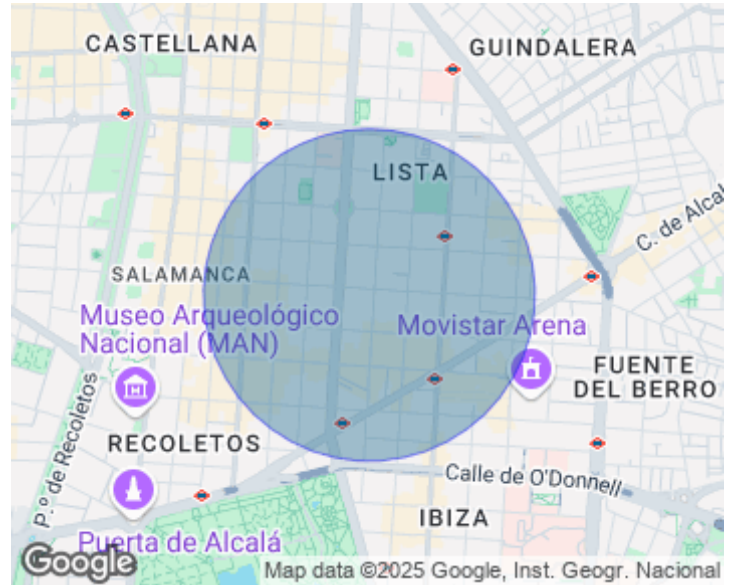 CASTELLANA
GUINDALERA
LISTA
C. de Alcal
SALAMANCA
Museo Arqueológico
Nacional (MAN)
Movistar Arena
FUENTE
DEL BERRO
P.º de Recoletos
RECOLETOS
Calle de O'Donnell
IBIZA
Puerta de Alcalá
Google
Map data ©2025 Google, Inst. Geogr. Nacional